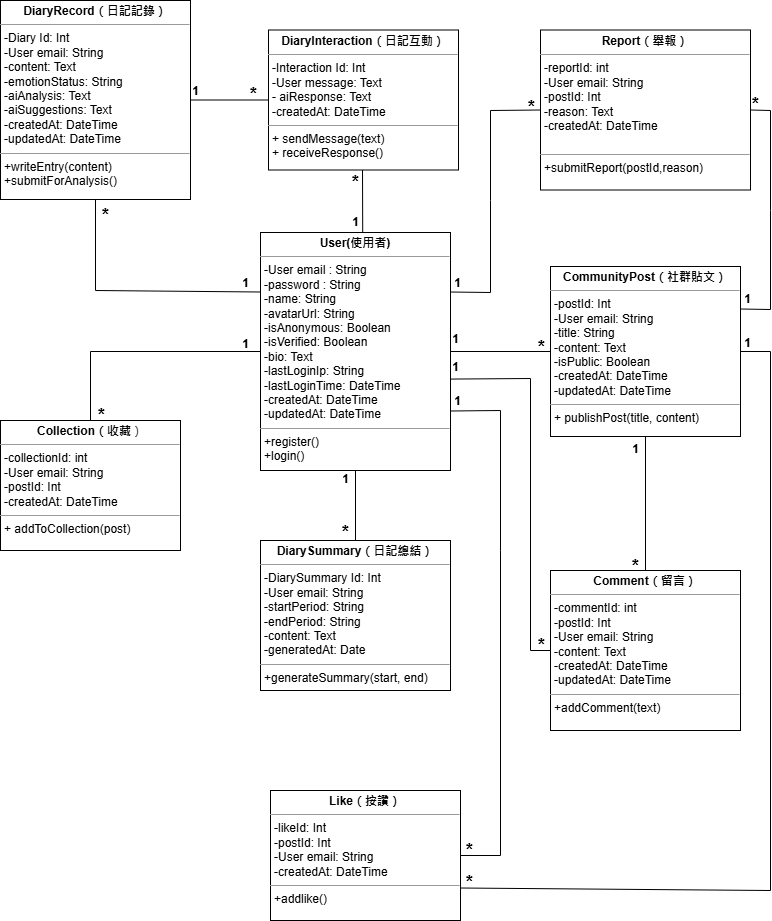 DiaryRecord（日記記錄）
-Diary Id: Int
-User email: String
-content: Text
-emotionStatus: String
-aiAnalysis: Text
-aiSuggestions: Text
-createdAt: DateTime
-updatedAt: DateTime
+writeEntry(content)
+submitForAnalysis()
1
*
DiaryInteraction（日記互動）
-Interaction Id: Int
-User message: Text
- aiResponse: Text
-createdAt: DateTime
+ sendMessage(text)
+ receiveResponse()
Report（舉報）
-reportId: int
-User email: String
-postId: Int
-reason: Text
-createdAt: DateTime
+submitReport(postId,reason)
*
*
*
*
1
1
1
1
User(使用者)
-User email : String
-password : String
-name: String
-avatarUrl: String
-isAnonymous: Boolean
-isVerified: Boolean
-bio: Text
-lastLoginIp: String
-lastLoginTime: DateTime
-createdAt: DateTime
-updatedAt: DateTime
+register()
+login()
CommunityPost（社群貼文）
-postId: Int
-User email: String
-title: String
-content: Text
-isPublic: Boolean
-createdAt: DateTime
-updatedAt: DateTime
+ publishPost(title, content)
1
1
*
1
1
1
*
Collection（收藏）
-collectionId: int
-User email: String
-postId: Int
-createdAt: DateTime
+ addToCollection(post)
1
1
*
*
*
DiarySummary（日記總結）
-DiarySummary Id: Int
-User email: String
-startPeriod: String
-endPeriod: String
-content: Text
-generatedAt: Date
+generateSummary(start, end)
Comment（留言）
-commentId: int
-postId: Int
-User email: String
-content: Text
-createdAt: DateTime
-updatedAt: DateTime
+addComment(text)
Like（按讚）
-likeId: Int
-postId: Int
-User email: String
-createdAt: DateTime
+addlike()
*
*